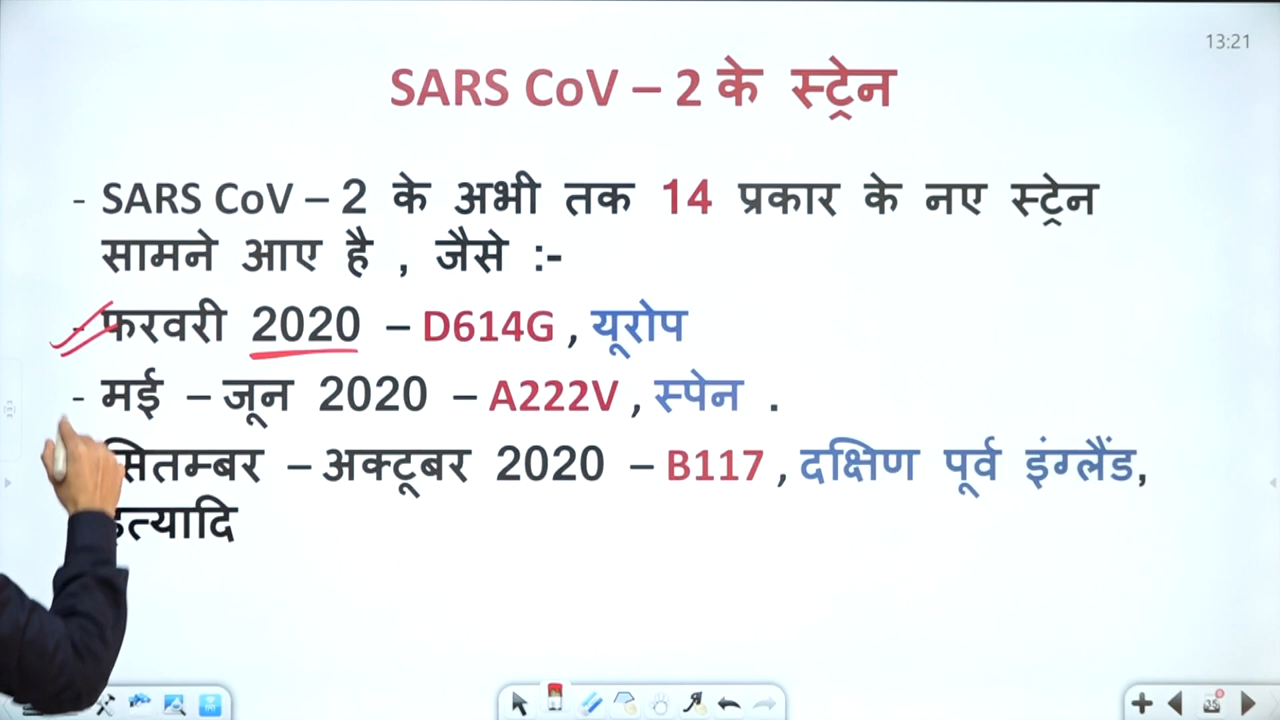 13:21
SARS CoV – 2 के स्ट्रेन
- SARS CoV – 2 के अभी तक 14 प्रकार के नए स्ट्रेन
सामने आए है , जैसे :-
- फरवरी 2020 – D614G , यूरोप
- मई – जून 2020 – A222V , स्पेन .
सितम्बर – अक्टूबर 2020 – B117 , दक्षिण पूर्व इंग्लैंड,
इत्यादि